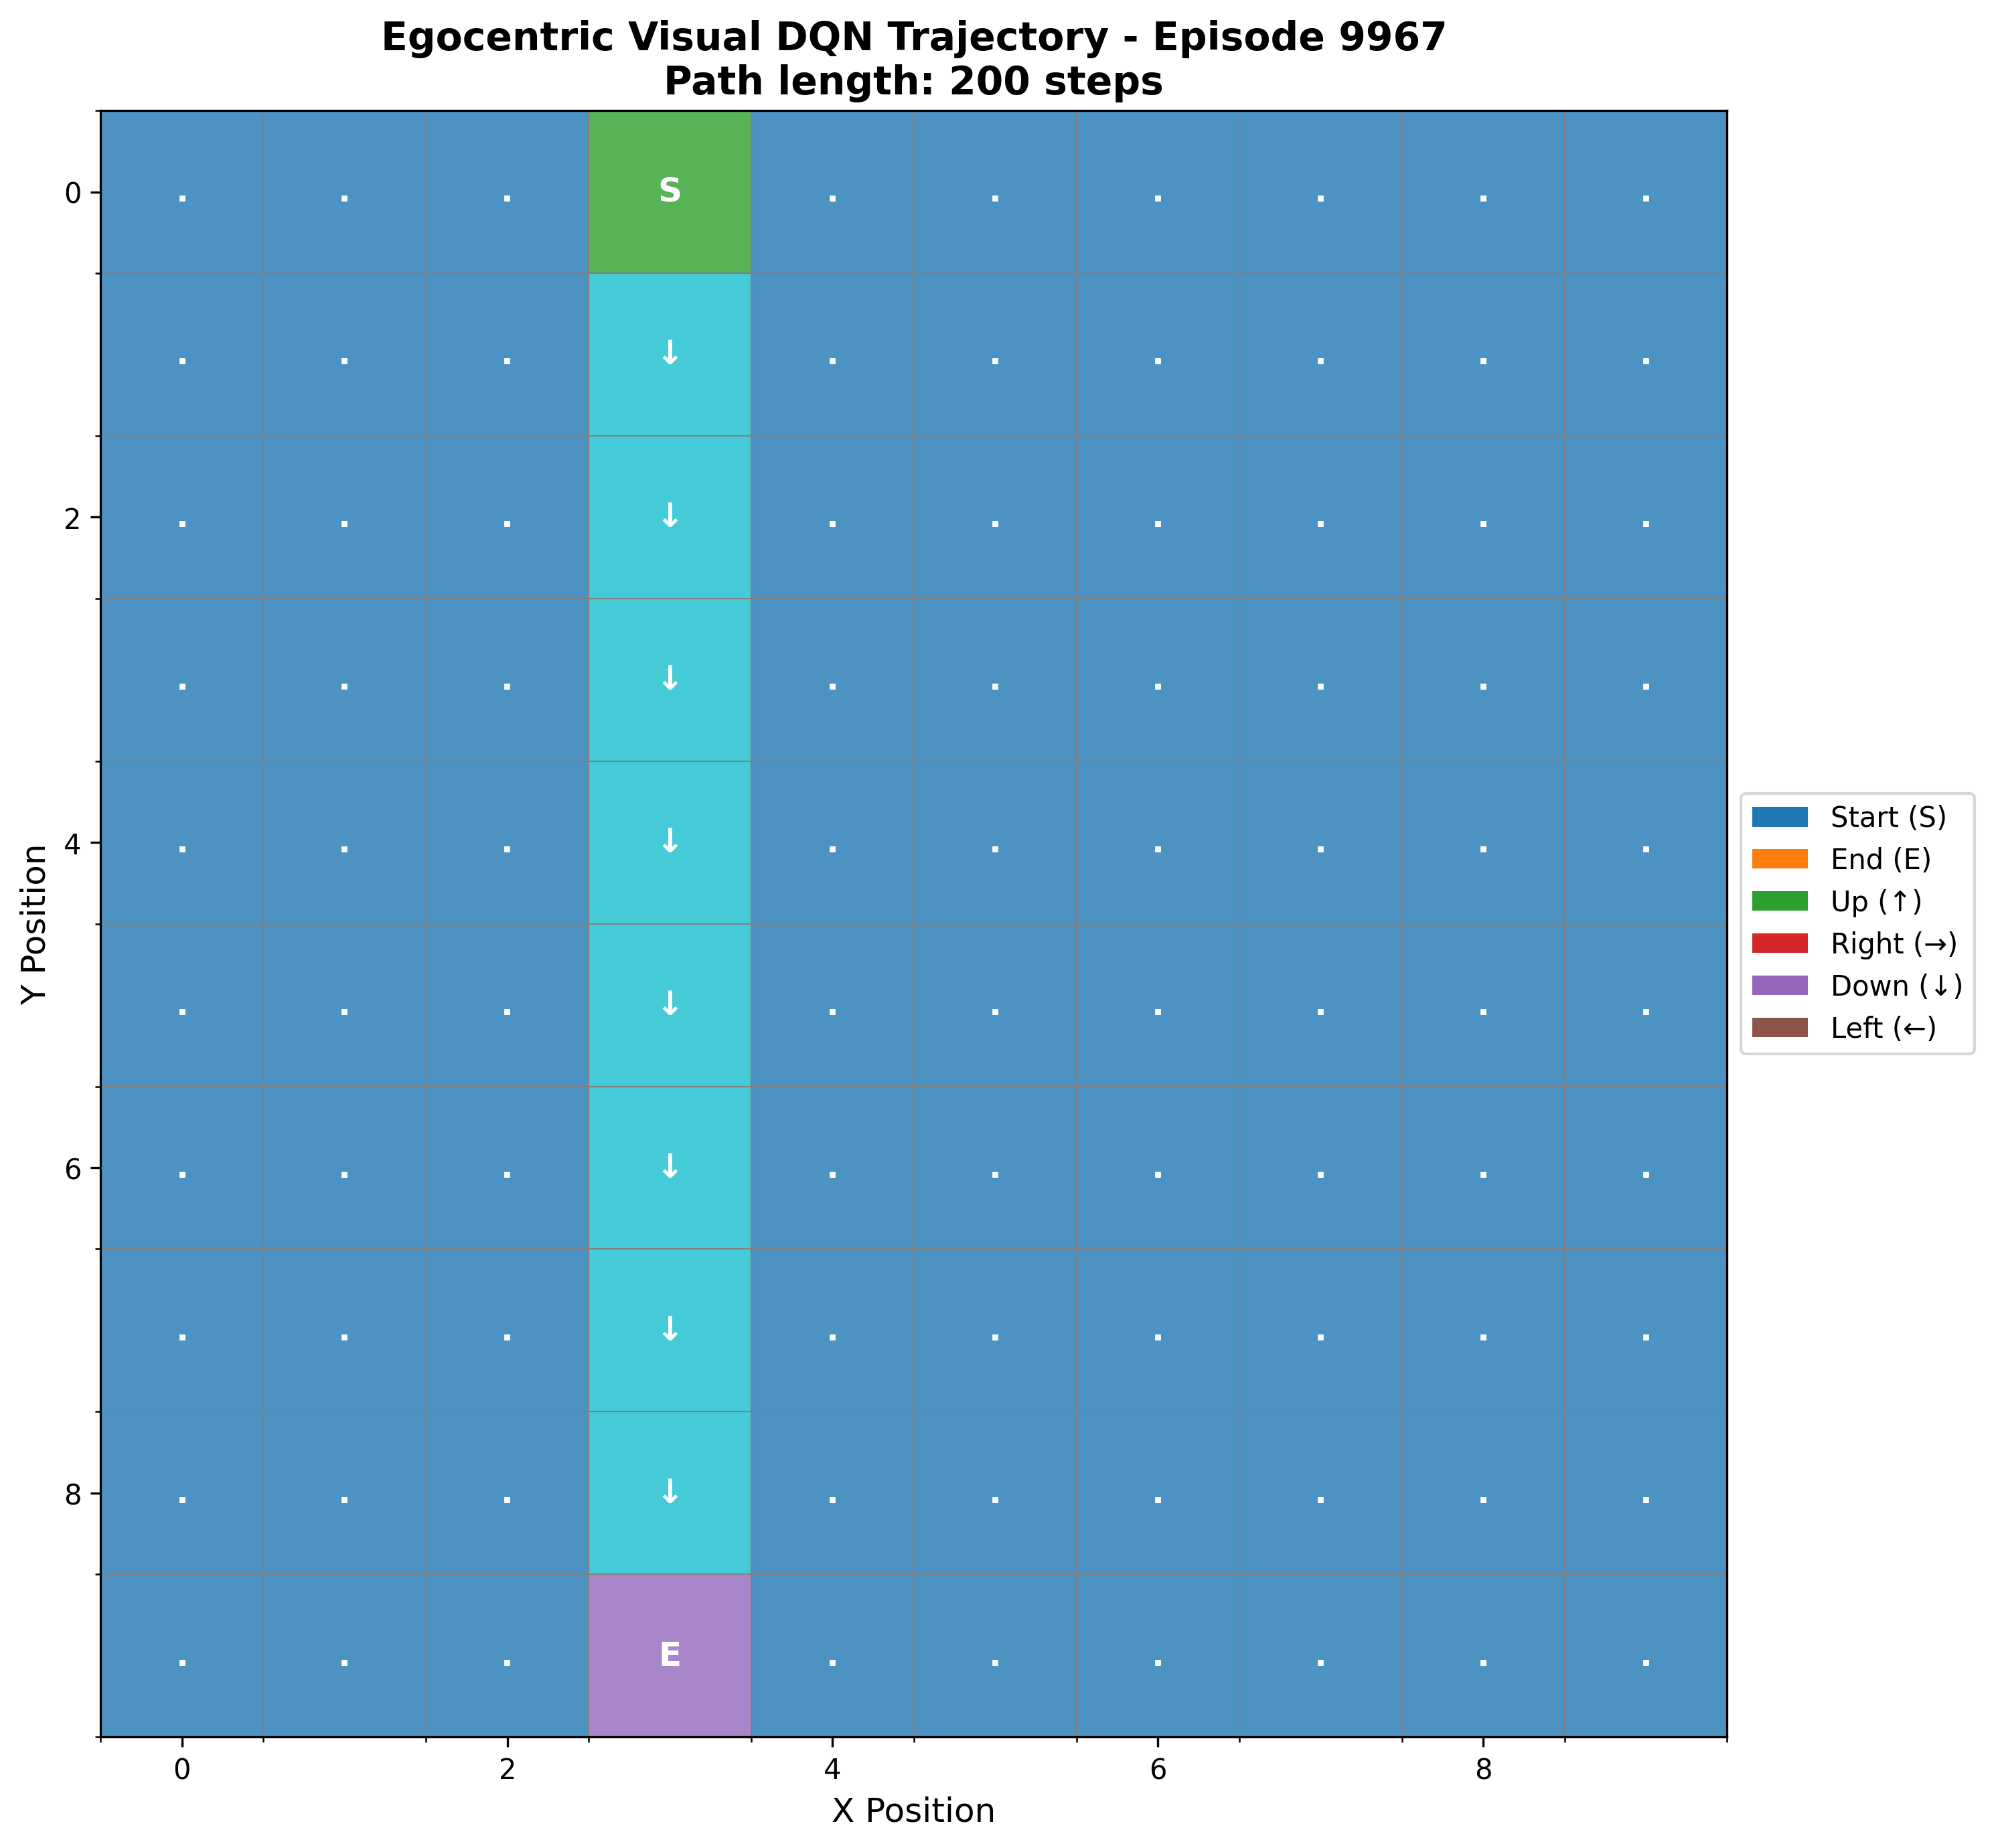 Egocentric Visual DQN Trajectory - Episode 9967
Path length: 200 steps
0 . . . S . . . . . .
. . . ↓ . . . . . .
2 . . . ↓ . . . . . .
. . . ↓ . . . . . .
4 . . . ↓ . . . . . .
. . . ↓ . . . . . .
6 . . . ↓ . . . . . .
. . . ↓ . . . . . .
8 . . . ↓ . . . . . .
. . . E . . . . . .
0 2 4 6 8
X Position
Y Position
Start (S)
End (E)
Up (↑)
Right (→)
Down (↓)
Left (←)